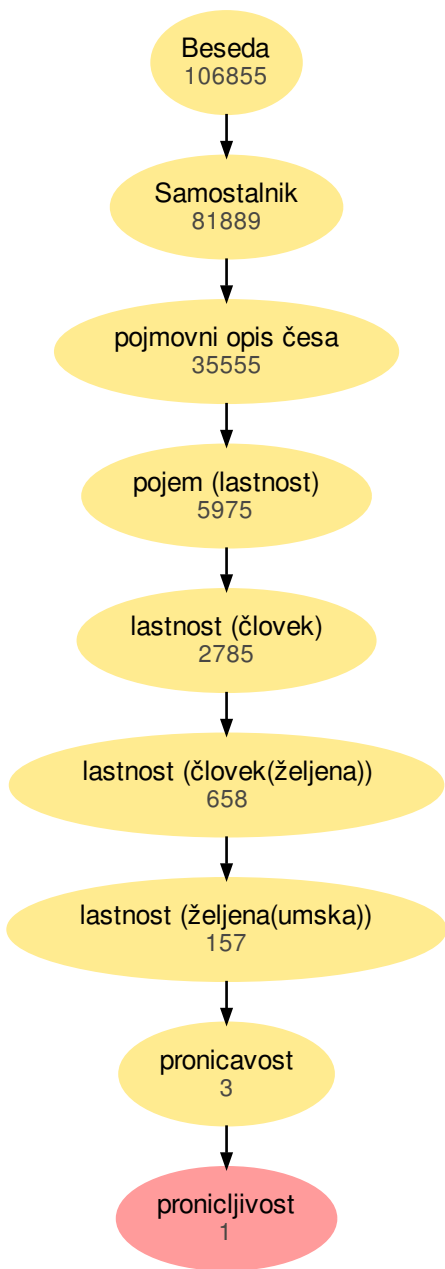 Beseda
106855
Samostalnik
81889
pojmovni opis česa
35555
pojem (lastnost)
5975
lastnost (človek)
2785
lastnost (človek(željena))
658
lastnost (željena(umska))
157
pronicavost
3
pronicljivost
1